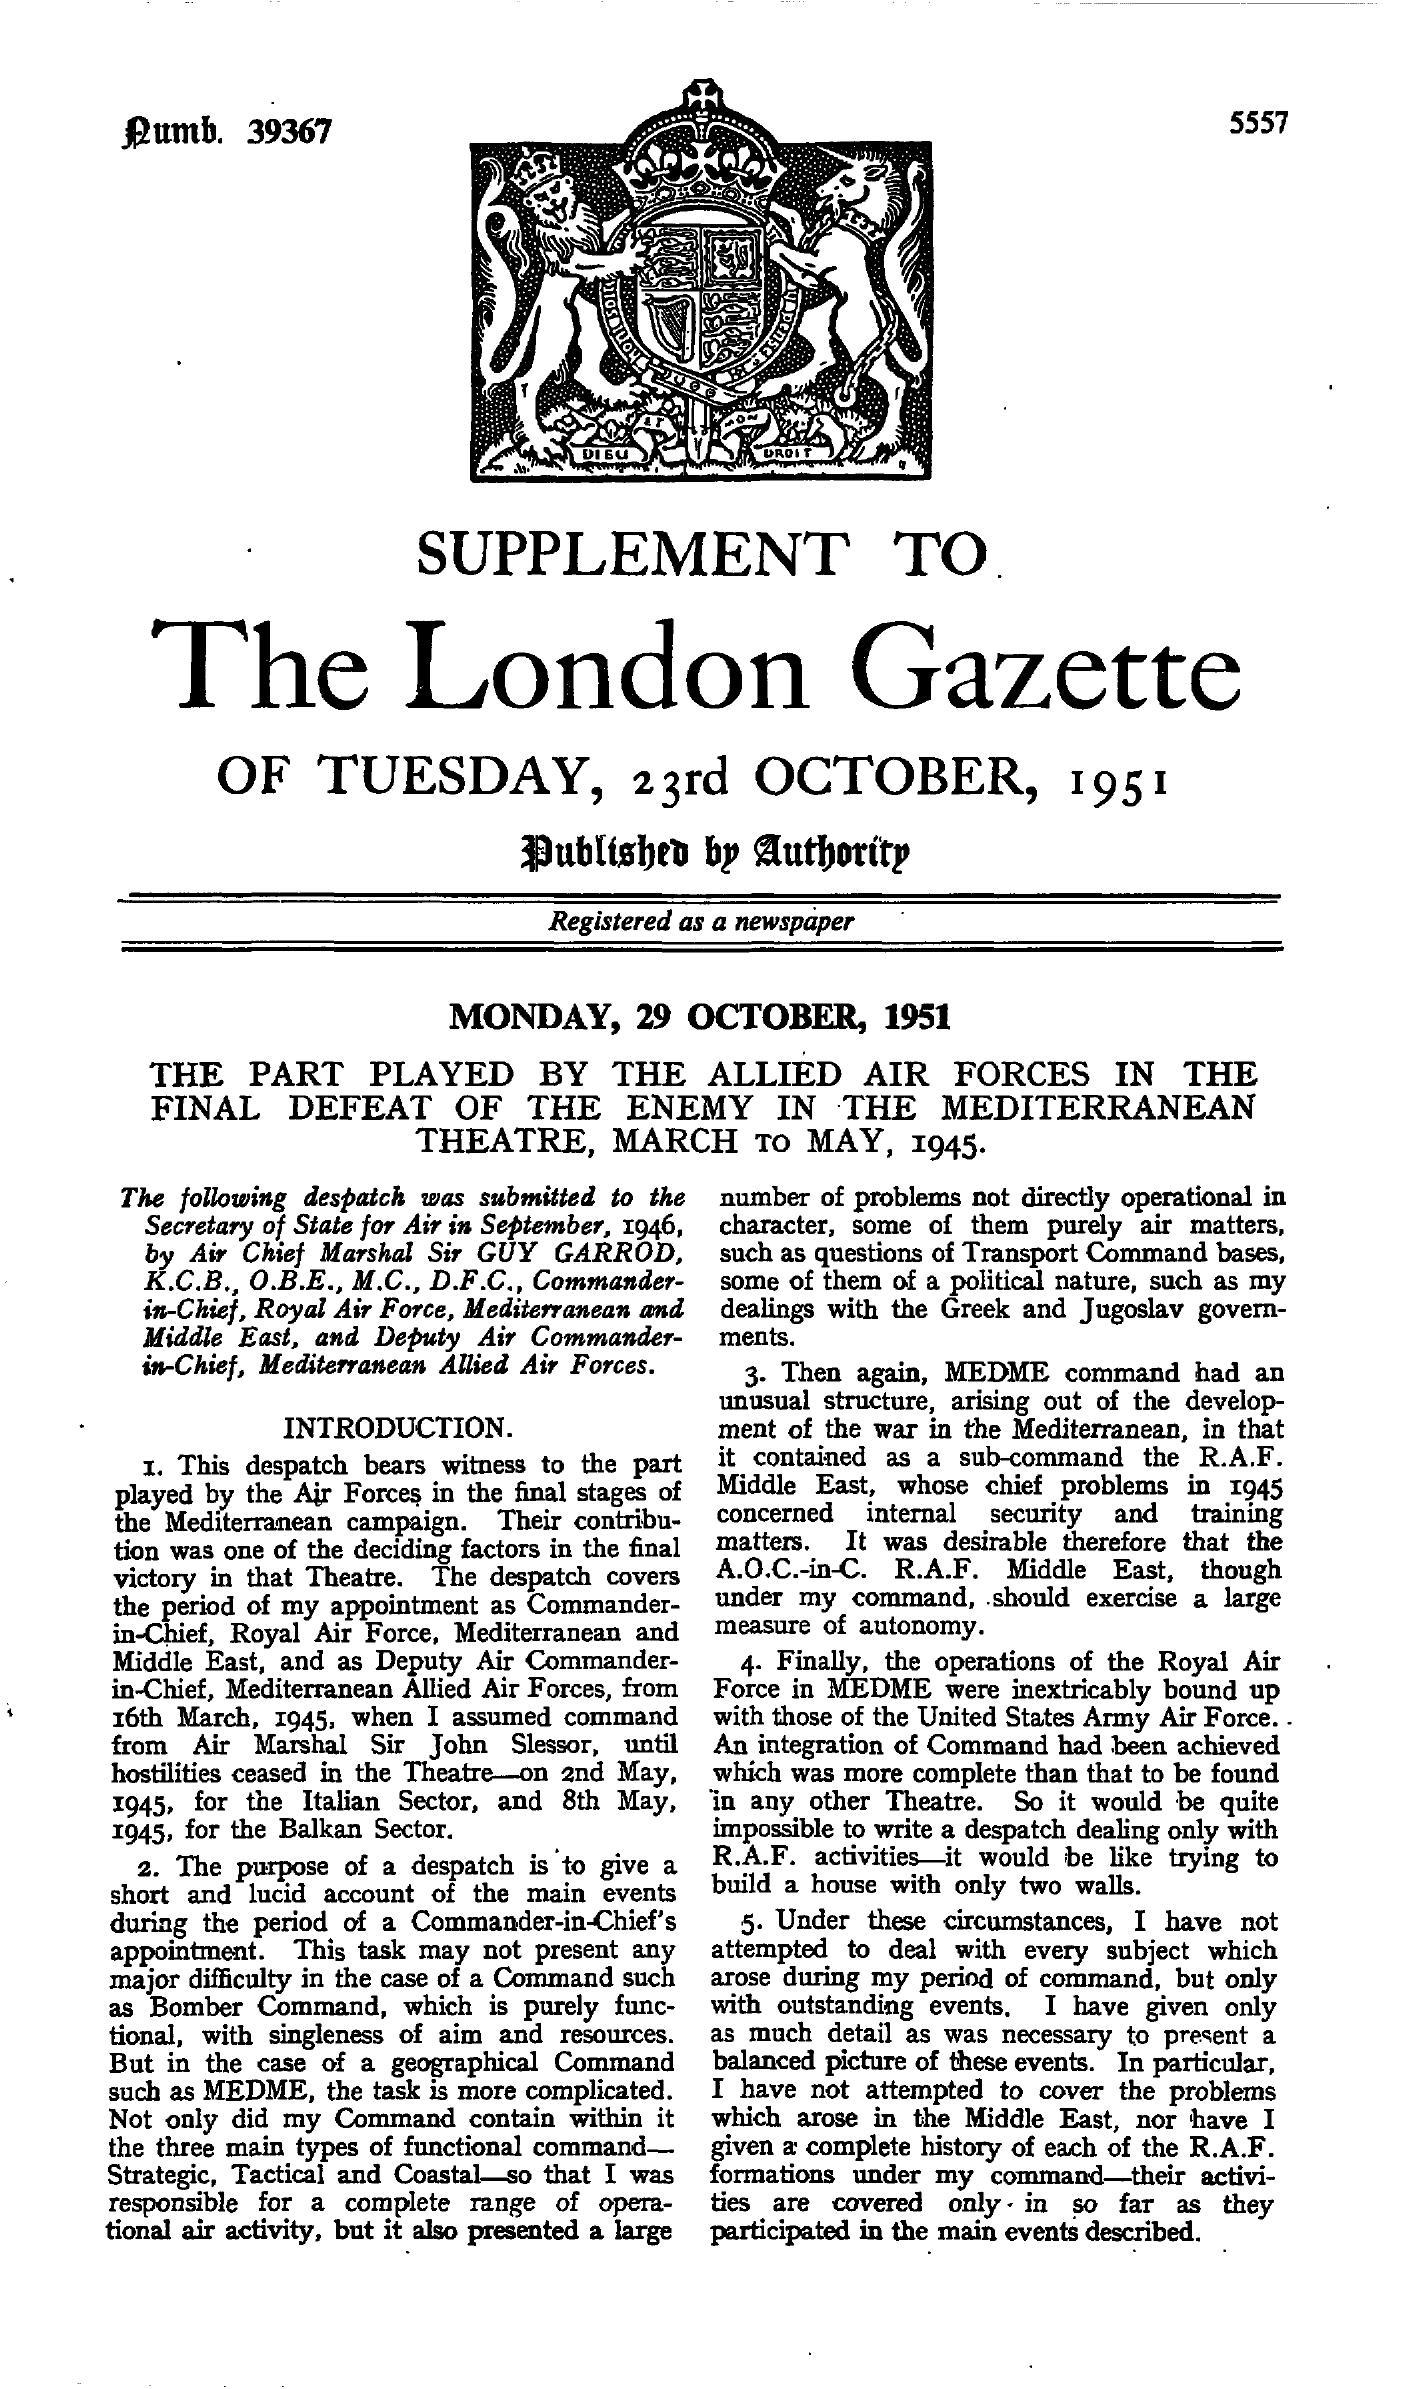 Numb. 39367
5557
DIEU ET MON DROIT
SUPPLEMENT TO
The London Gazette
OF TUESDAY, 23rd OCTOBER, 1951
Published by Authority
Registered as a newspaper
MONDAY, 29 OCTOBER, 1951
THE PART PLAYED BY THE ALLIED AIR FORCES IN THE
FINAL DEFEAT OF THE ENEMY IN THE MEDITERRANEAN
THEATRE, MARCH TO MAY, 1945.
The following despatch was submitted to the
Secretary of State for Air in September, 1946,
by Air Chief Marshal Sir GUY GARROD,
K.C.B., O.B.E., M.C., D.F.C., Commander-
in-Chief, Royal Air Force, Mediterranean and
Middle East, and Deputy Air Commander-
in-Chief, Mediterranean Allied Air Forces.
INTRODUCTION.
1. This despatch bears witness to the part
played by the Air Forces in the final stages of
the Mediterranean campaign. Their contribu-
tion was one of the deciding factors in the final
victory in that Theatre. The despatch covers
the period of my appointment as Commander-
in-Chief, Royal Air Force, Mediterranean and
Middle East, and as Deputy Air Commander-
in-Chief, Mediterranean Allied Air Forces, from
16th March, 1945, when I assumed command
from Air Marshal Sir John Slessor, until
hostilities ceased in the Theatre—on 2nd May,
1945, for the Italian Sector, and 8th May,
1945, for the Balkan Sector.
2. The purpose of a despatch is to give a
short and lucid account of the main events
during the period of a Commander-in-Chief's
appointment. This task may not present any
major difficulty in the case of a Command such
as Bomber Command, which is purely func-
tional, with singleness of aim and resources.
But in the case of a geographical Command
such as MEDME, the task is more complicated.
Not only did my Command contain within it
the three main types of functional command—
Strategic, Tactical and Coastal—so that I was
responsible for a complete range of opera-
tional air activity, but it also presented a large
number of problems not directly operational in
character, some of them purely air matters,
such as questions of Transport Command bases,
some of them of a political nature, such as my
dealings with the Greek and Jugoslav govern-
ments.
3. Then again, MEDME command had an
unusual structure, arising out of the develop-
ment of the war in the Mediterranean, in that
it contained as a sub-command the R.A.F.
Middle East, whose chief problems in 1945
concerned internal security and training
matters. It was desirable therefore that the
A.O.C.-in-C. R.A.F. Middle East, though
under my command, should exercise a large
measure of autonomy.
4. Finally, the operations of the Royal Air
Force in MEDME were inextricably bound up
with those of the United States Army Air Force.
An integration of Command had been achieved
which was more complete than that to be found
in any other Theatre. So it would be quite
impossible to write a despatch dealing only with
R.A.F. activities—it would be like trying to
build a house with only two walls.
5. Under these circumstances, I have not
attempted to deal with every subject which
arose during my period of command, but only
with outstanding events. I have given only
as much detail as was necessary to present a
balanced picture of these events. In particular,
I have not attempted to cover the problems
which arose in the Middle East, nor have I
given a complete history of each of the R.A.F.
formations under my command—their activi-
ties are covered only in so far as they
participated in the main events described.